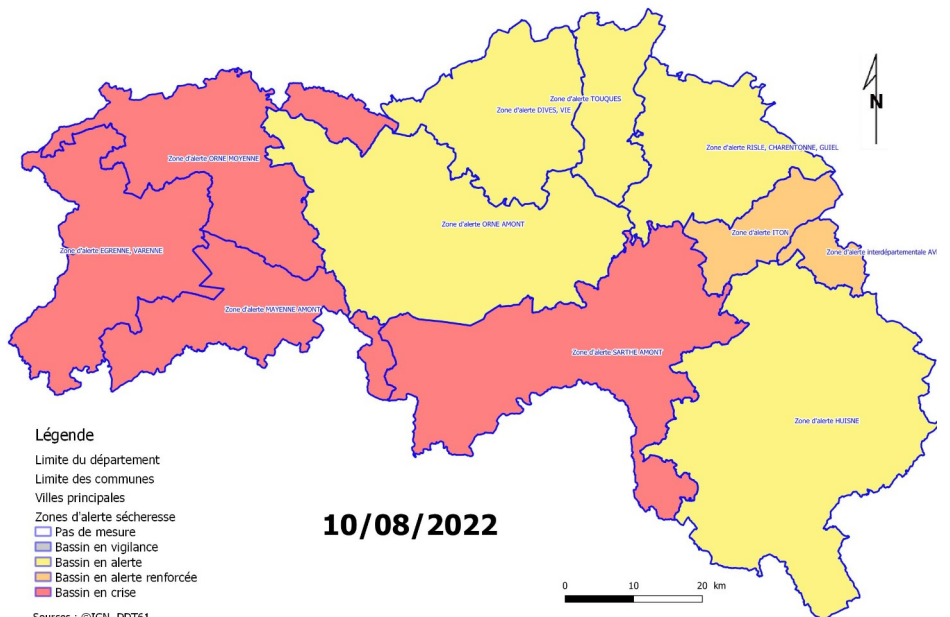 Zone d'alerte TOUQUES
Zone d'alerte DIVES, VIE
N
Zone d'alerte RISLE, CHARENTONNE, GUIEL
Zone d'alerte ORNE MOYENNE
Zone d'alerte ORNE AMONT
Zone d'alerte ITON
Zone d'alerte EGRENNE, VARENNE
Zone d'alerte interdépartementale AV
Zone d'alerte MAYENNE AMONT
Zone d'alerte SARTHE AMONT
Zone d'alerte HUISNE
Légende
Limite du département
Limite des communes
Villes principales
Zones d'alerte sécheresse
Pas de mesure
Bassin en vigilance
Bassin en alerte
Bassin en alerte renforcée
Bassin en crise
10/08/2022
0 10 20 km
Sources : ©IGN, DDT61